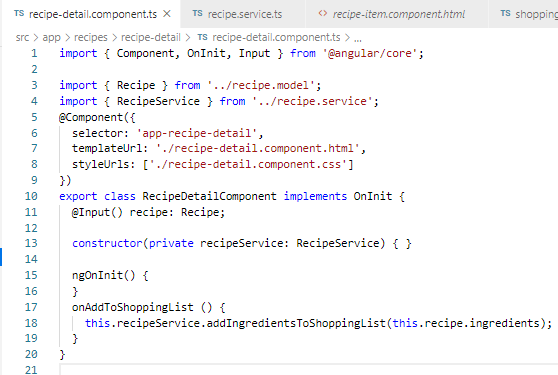 TS recipe-detail.component.ts × TS recipe.service.ts <> recipe-item.component.html TS shopping
src > app > recipes > recipe-detail > TS recipe-detail.component.ts > ...
1 import { Component, OnInit, Input } from '@angular/core';
2
3 import { Recipe } from '../recipe.model';
4 import { RecipeService } from '../recipe.service';
5 @Component({
6 selector: 'app-recipe-detail',
7 templateUrl: './recipe-detail.component.html',
8 styleUrls: ['./recipe-detail.component.css']
9 })
10 export class RecipeDetailComponent implements OnInit {
11 @Input() recipe: Recipe;
12
13 constructor(private recipeService: RecipeService) { }
14
15 ngOnInit() {
16 }
17 onAddToShoppingList () {
18 this.recipeService.addIngredientsToShoppingList(this.recipe.ingredients);
19 }
20 }
21